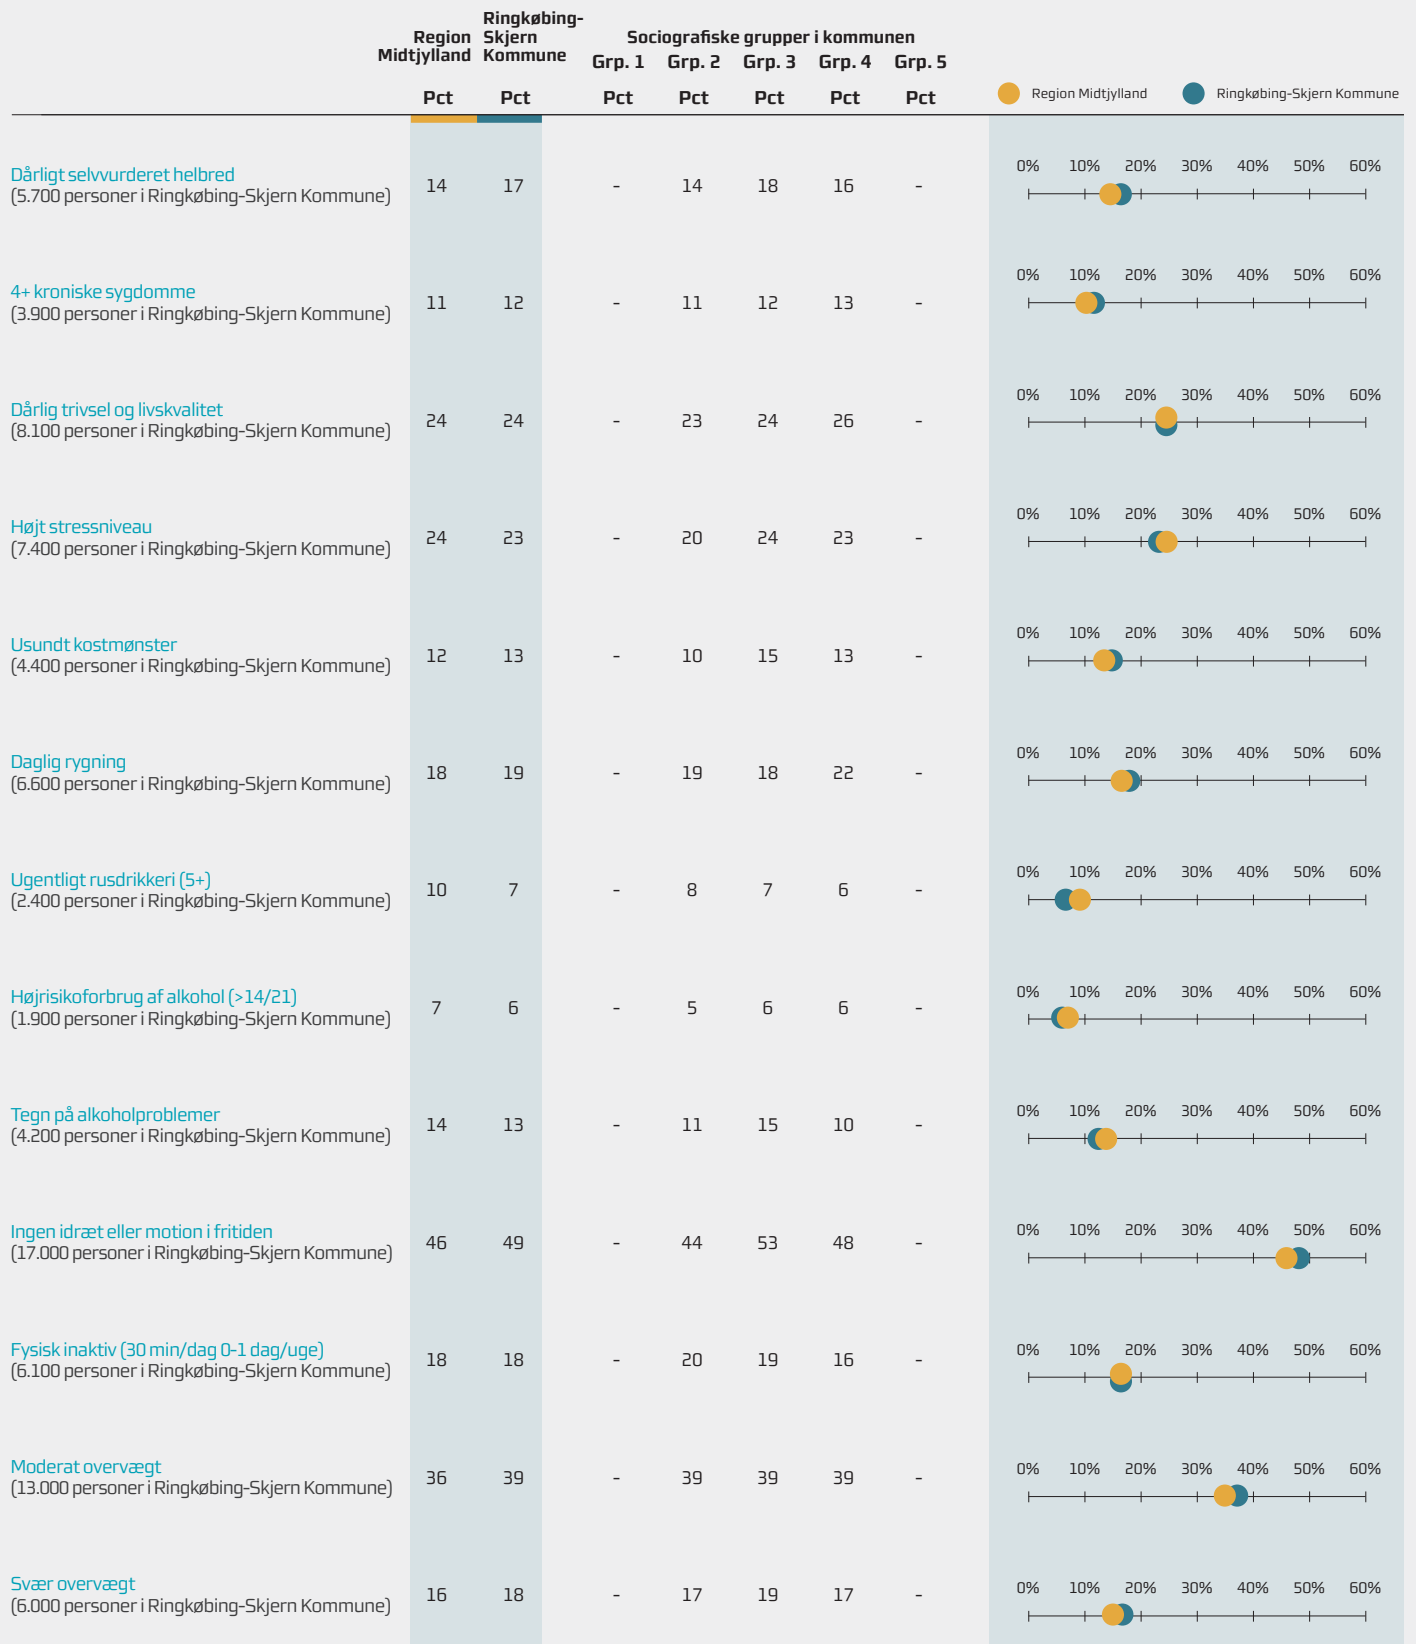 Region Midtjylland
Ringkøbing-Skjern Kommune
Sociografiske grupper i kommunen
Grp. 1 Grp. 2 Grp. 3 Grp. 4 Grp. 5
Pct Pct Pct Pct Pct Pct Pct
Region Midtjylland Ringkøbing-Skjern Kommune
Dårligt selvvurderet helbred
(5.700 personer i Ringkøbing-Skjern Kommune) 14 17 - 14 18 16 -
0% 10% 20% 30% 40% 50% 60%
4+ kroniske sygdomme
(3.900 personer i Ringkøbing-Skjern Kommune) 11 12 - 11 12 13 -
0% 10% 20% 30% 40% 50% 60%
Dårlig trivsel og livskvalitet
(8.100 personer i Ringkøbing-Skjern Kommune) 24 24 - 23 24 26 -
0% 10% 20% 30% 40% 50% 60%
Højt stressniveau
(7.400 personer i Ringkøbing-Skjern Kommune) 24 23 - 20 24 23 -
0% 10% 20% 30% 40% 50% 60%
Usundt kostmønster
(4.400 personer i Ringkøbing-Skjern Kommune) 12 13 - 10 15 13 -
0% 10% 20% 30% 40% 50% 60%
Daglig rygning
(6.600 personer i Ringkøbing-Skjern Kommune) 18 19 - 19 18 22 -
0% 10% 20% 30% 40% 50% 60%
Ugentligt rusdrikkeri (5+)
(2.400 personer i Ringkøbing-Skjern Kommune) 10 7 - 8 7 6 -
0% 10% 20% 30% 40% 50% 60%
Højrisikoforbrug af alkohol (>14/21)
(1.900 personer i Ringkøbing-Skjern Kommune) 7 6 - 5 6 6 -
0% 10% 20% 30% 40% 50% 60%
Tegn på alkoholproblemer
(4.200 personer i Ringkøbing-Skjern Kommune) 14 13 - 11 15 10 -
0% 10% 20% 30% 40% 50% 60%
Ingen idræt eller motion i fritiden
(17.000 personer i Ringkøbing-Skjern Kommune) 46 49 - 44 53 48 -
0% 10% 20% 30% 40% 50% 60%
Fysisk inaktiv (30 min/dag 0-1 dag/uge)
(6.100 personer i Ringkøbing-Skjern Kommune) 18 18 - 20 19 16 -
0% 10% 20% 30% 40% 50% 60%
Moderat overvægt
(13.000 personer i Ringkøbing-Skjern Kommune) 36 39 - 39 39 39 -
0% 10% 20% 30% 40% 50% 60%
Svær overvægt
(6.000 personer i Ringkøbing-Skjern Kommune) 16 18 - 17 19 17 -
0% 10% 20% 30% 40% 50% 60%